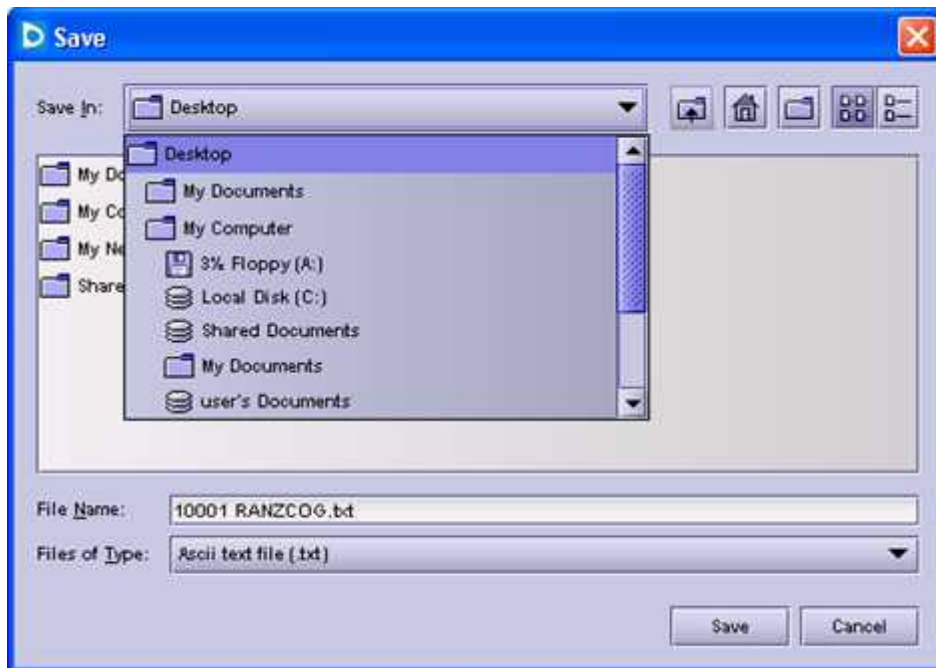 Save
Save In: Desktop
Desktop
My Documents
My Computer
3½ Floppy (A:)
Local Disk (C:)
Shared Documents
My Documents
user's Documents
My Do
My Co
My Ne
Share
File Name: 10001 RANZCOG.txt
Files of Type: Ascii text file (.txt)
Save Cancel